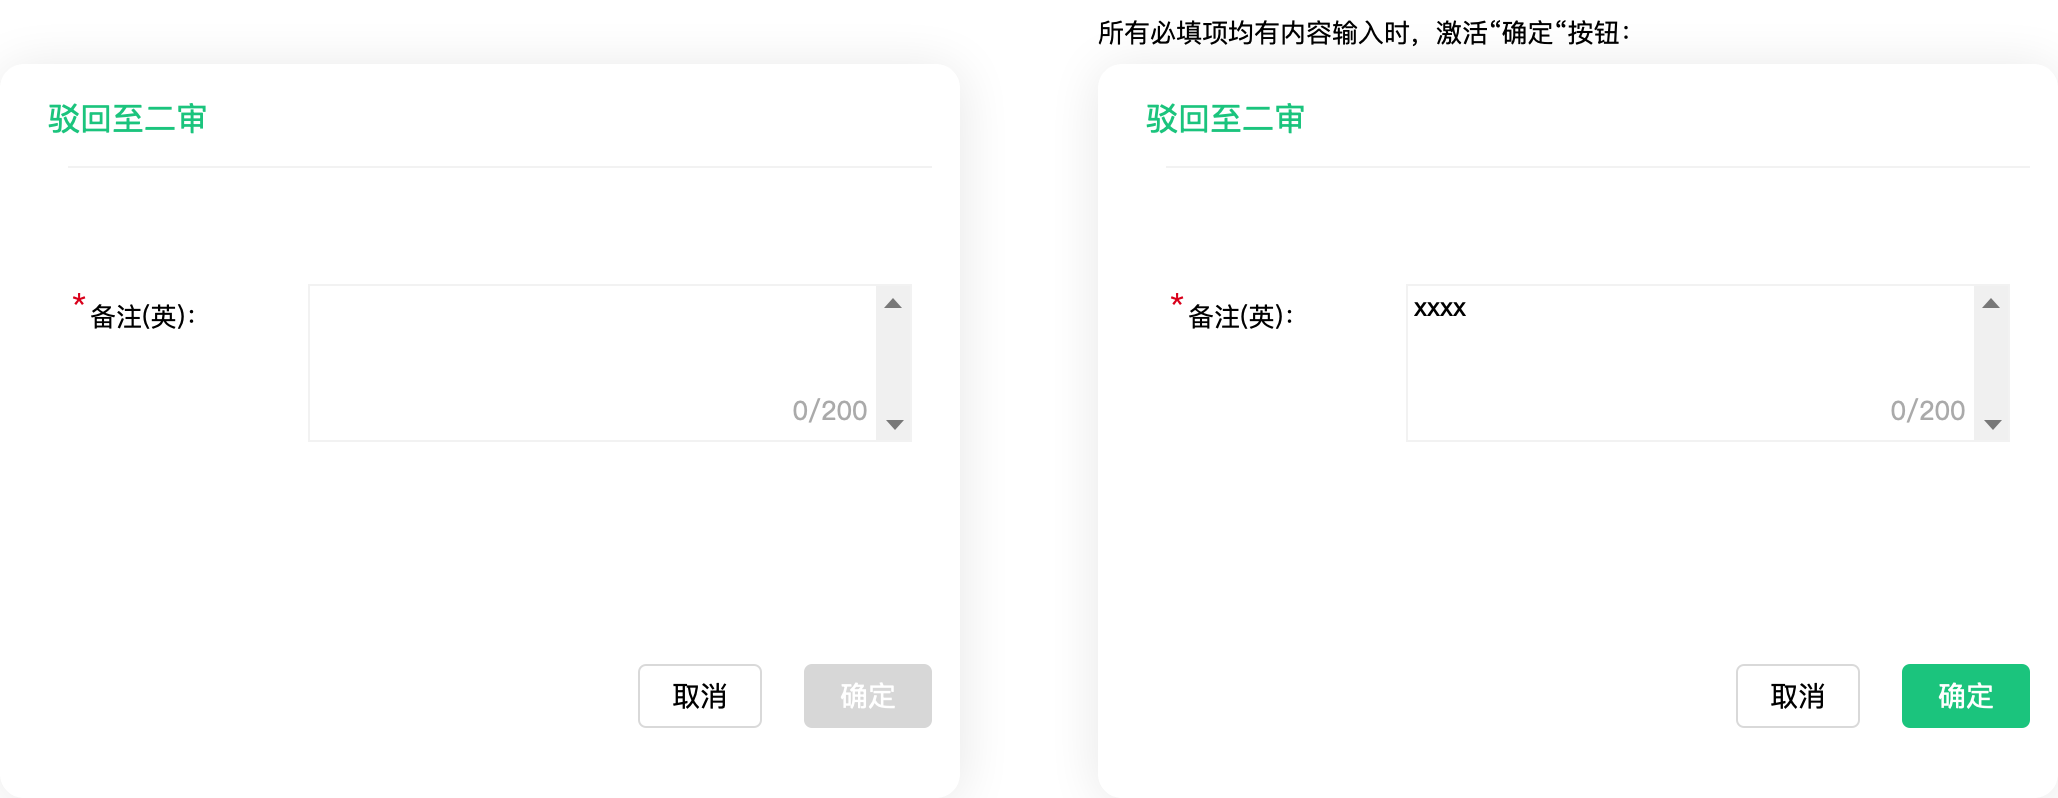 所有必填项均有内容输入时，激活“确定“按钮：
驳回至二审
*备注(英)：
0/200
取消
确定
驳回至二审
*备注(英)：
xxxx
0/200
取消
确定